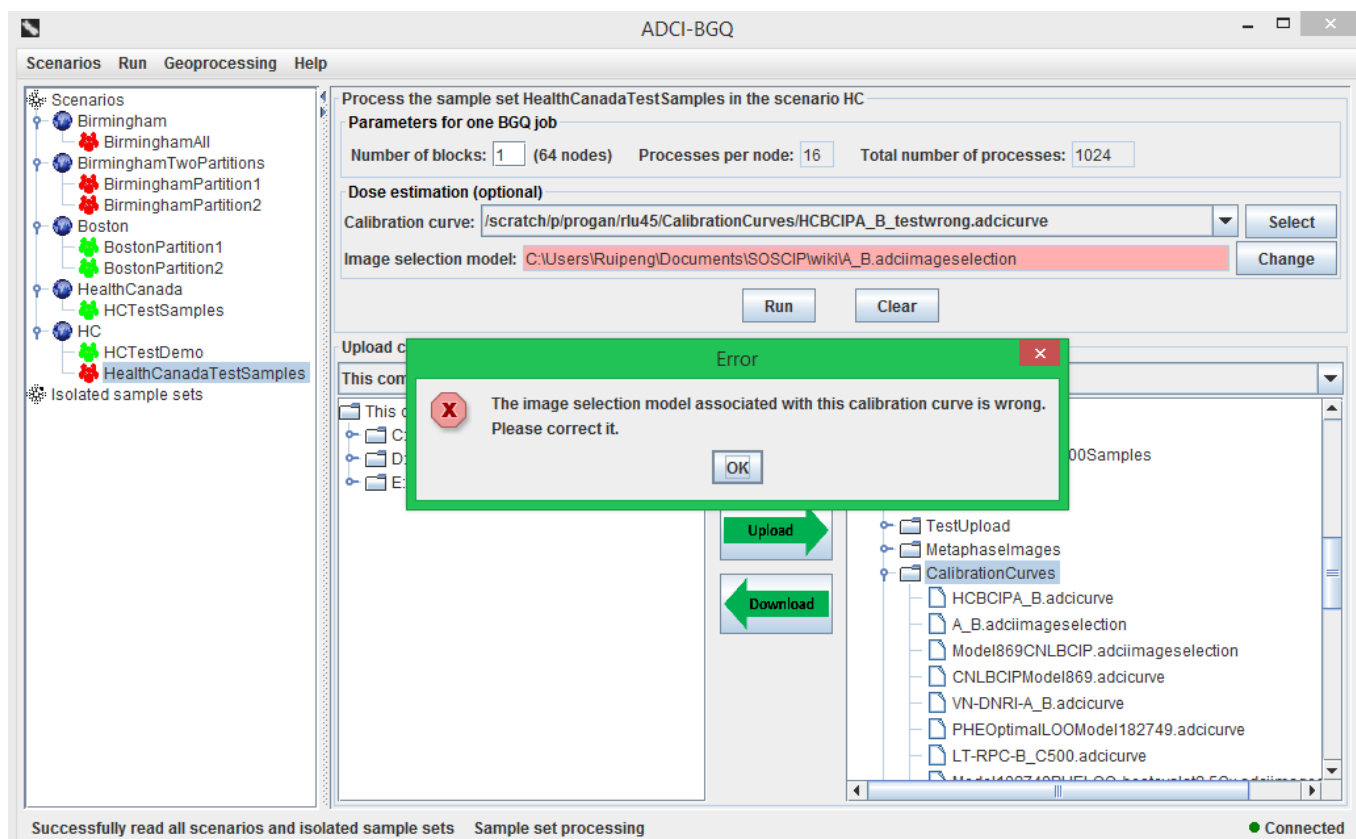 ADCI-BGQ
Scenarios Run Geoprocessing Help
Scenarios
Birmingham
BirminghamAll
BirminghamTwoPartitions
BirminghamPartition1
BirminghamPartition2
Boston
BostonPartition1
BostonPartition2
HealthCanada
HCTestSamples
HC
HCTestDemo
HealthCanadaTestSamples
Isolated sample sets
Process the sample set HealthCanadaTestSamples in the scenario HC
Parameters for one BGQ job
Number of blocks: 1 (64 nodes) Processes per node: 16 Total number of processes: 1024
Dose estimation (optional)
Calibration curve: /scratch/p/progan/rlu45/CalibrationCurves/HCBCIPA_B_testwrong.adcicurve Select
Image selection model: C:\Users\Ruipeng\Documents\SOSCIP\wiki\A_B.adciimageselection Change
Run Clear
Upload c
This com
This c
C:
D:
E:
Error
The image selection model associated with this calibration curve is wrong.
Please correct it.
OK
Upload
Download
00Samples
TestUpload
MetaphaseImages
CalibrationCurves
HCBCIPA_B.adcicurve
A_B.adciimageselection
Model869CNLBCIP.adciimageselection
CNLBCIPModel869.adcicurve
VN-DNRI-A_B.adcicurve
PHEOptimalLOOModel182749.adcicurve
LT-RPC-B_C500.adcicurve
Successfully read all scenarios and isolated sample sets Sample set processing Connected